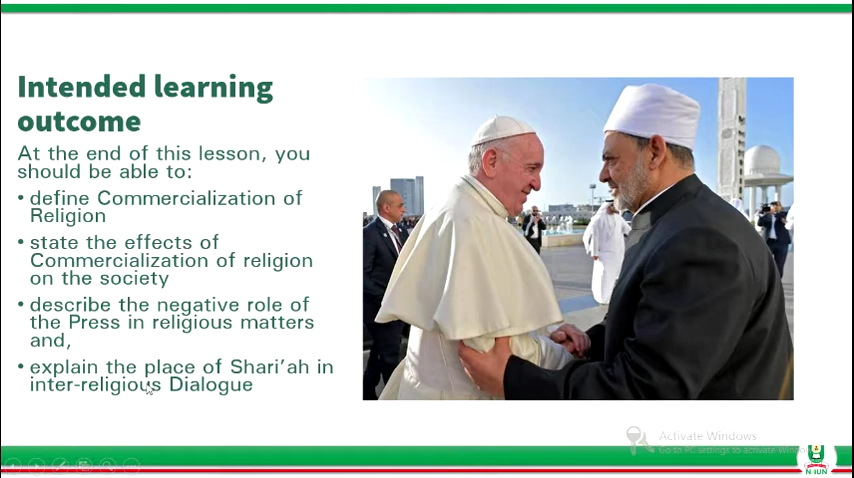 Intended learning
outcome
At the end of this lesson, you
should be able to:
• define Commercialization of
Religion
• state the effects of
Commercialization of religion
on the society
• describe the negative role of
the Press in religious matters
and,
• explain the place of Shari'ah in
inter-religious Dialogue
Activate Windows
Go to PC settings to activate Windows